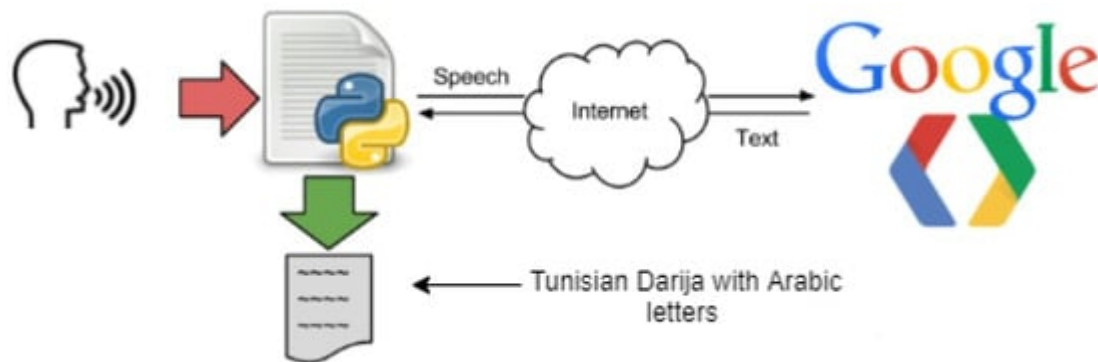 Speech
Internet
Text
Google
Tunisian Darija with Arabic
letters